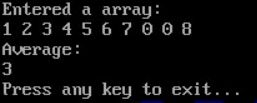 Entered a array:
1 2 3 4 5 6 7 0 0 8
Average:
3
Press any key to exit...